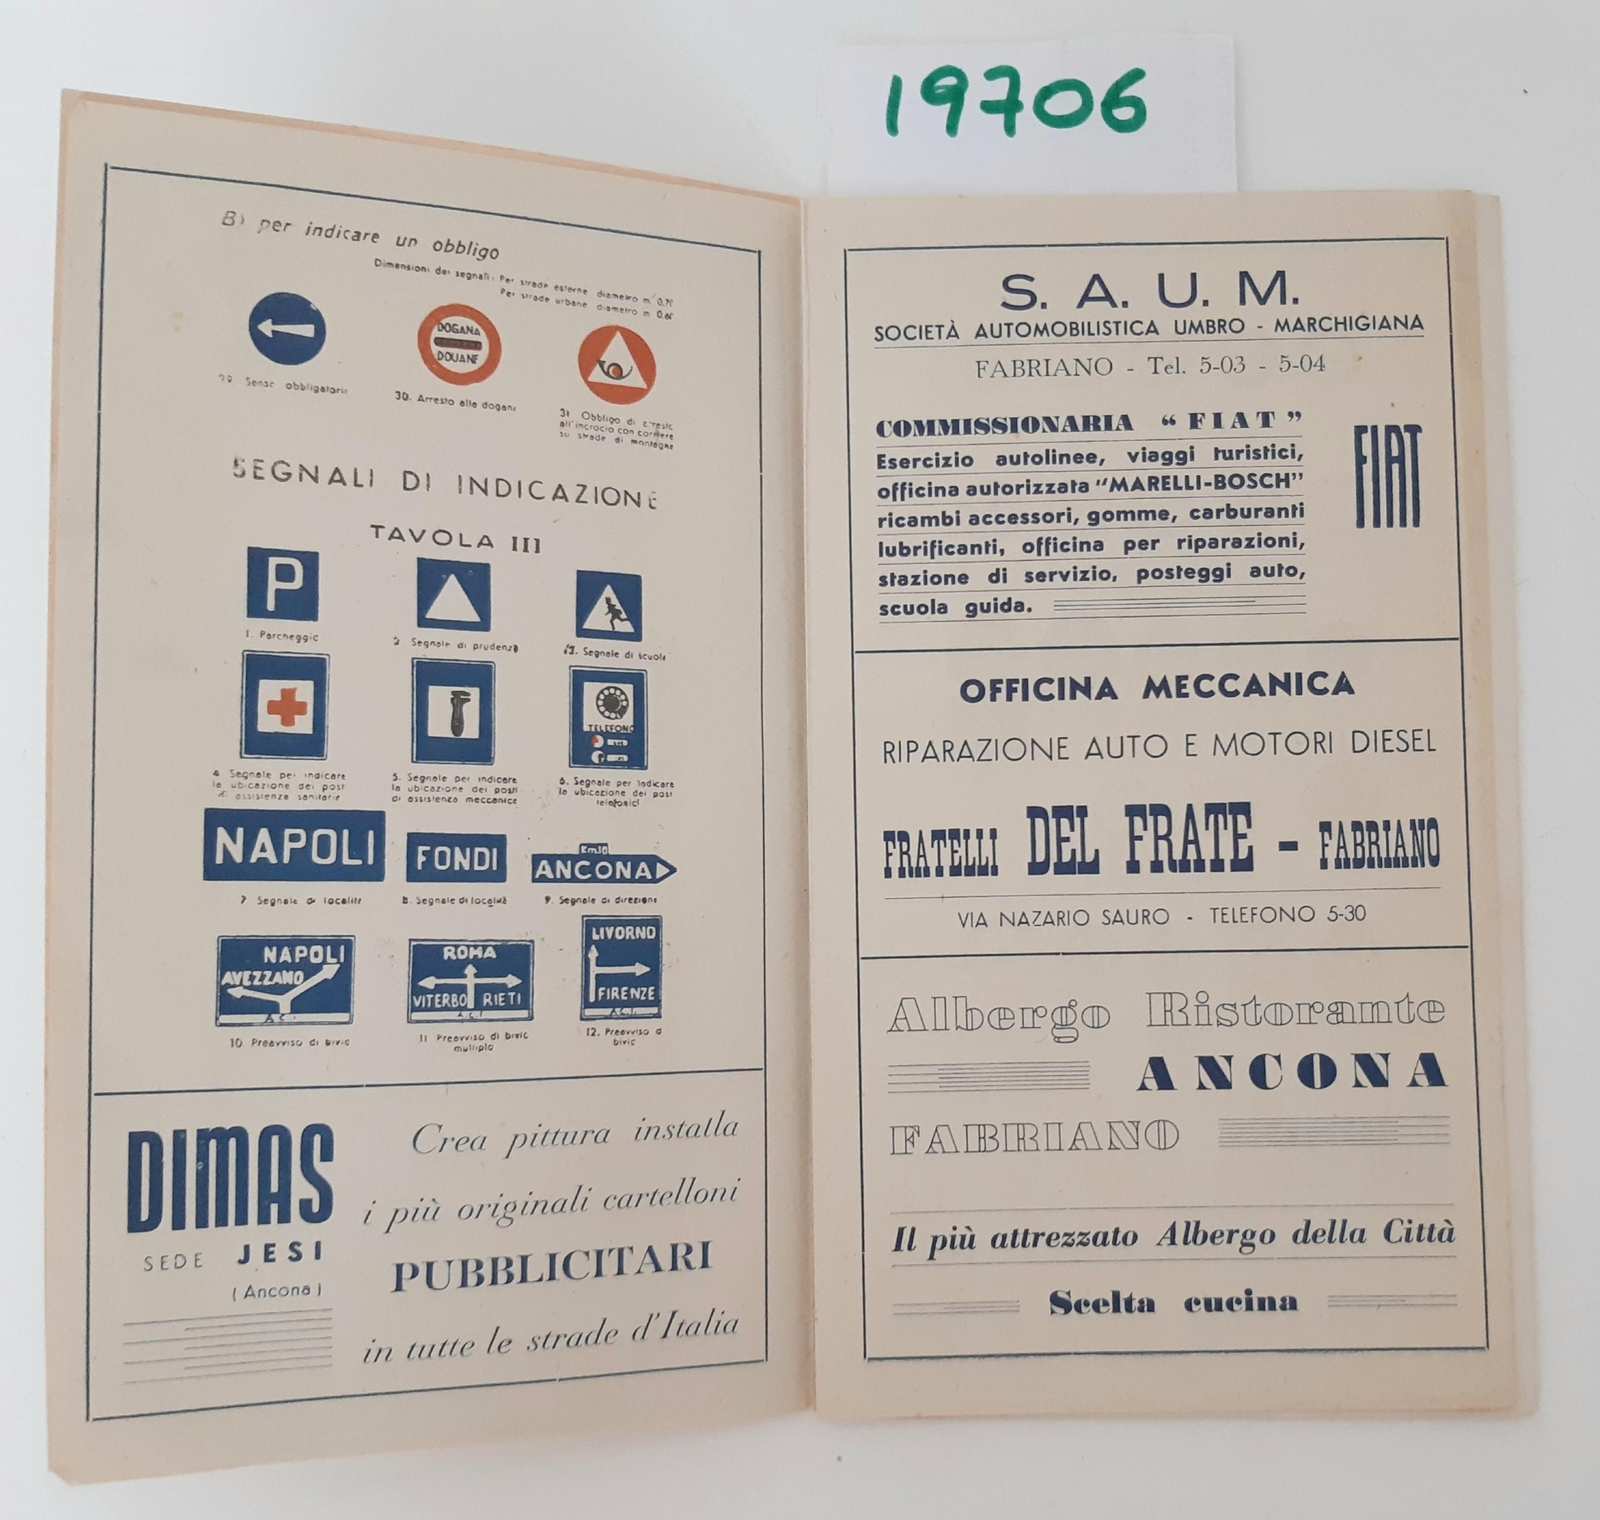 19706
B) per indicare un obbligo
Dimensioni dei segnali: Per strade esterne diametro m. 0,70
Per strade urbane diametro m. 0,60
DOGANA
DOUANE
29 Senso obbligatorio
30. Arresto alla dogana
31 Obbligo di arresto
all'incrocio con corriere
su strade di montagne
SEGNALI DI INDICAZIONE
TAVOLA III
P
1. Parcheggio
2 Segnale di prudenza
3. Segnale di scuola
TELEFONO
4 Segnale per indicare
la ubicazione dei posti
di assistenza sanitaria
5. Segnale per indicare
la ubicazione dei posti
di assistenza meccanica
6. Segnale per indicare
la ubicazione dei posti
telefonici
NAPOLI
FONDI
Km.10
ANCONA
7 Segnale di località
8. Segnale di località
9. Segnale di direzione
NAPOLI
AVEZZANO
A.C.I.
ROMA
VITERBO RIETI
A.C.I.
LIVORNO
FIRENZE
A.C.I.
10 Preavviso di bivio
11 Preavviso di bivio
multiplo
12. Preavviso di
bivio
DIMAS
SEDE JESI
(Ancona)
Crea pittura installa
i più originali cartelloni
PUBBLICITARI
in tutte le strade d'Italia
S. A. U. M.
SOCIETÀ AUTOMOBILISTICA UMBRO - MARCHIGIANA
FABRIANO - Tel. 5-03 - 5-04
COMMISSIONARIA “FIAT”
Esercizio autolinee, viaggi turistici,
officina autorizzata “MARELLI-BOSCH”
ricambi accessori, gomme, carburanti
lubrificanti, officina per riparazioni,
stazione di servizio, posteggi auto,
scuola guida.
FIAT
OFFICINA MECCANICA
RIPARAZIONE AUTO E MOTORI DIESEL
FRATELLI DEL FRATE - FABRIANO
VIA NAZARIO SAURO - TELEFONO 5-30
Albergo Ristorante
ANCONA
FABRIANO
Il più attrezzato Albergo della Città
Scelta cucina